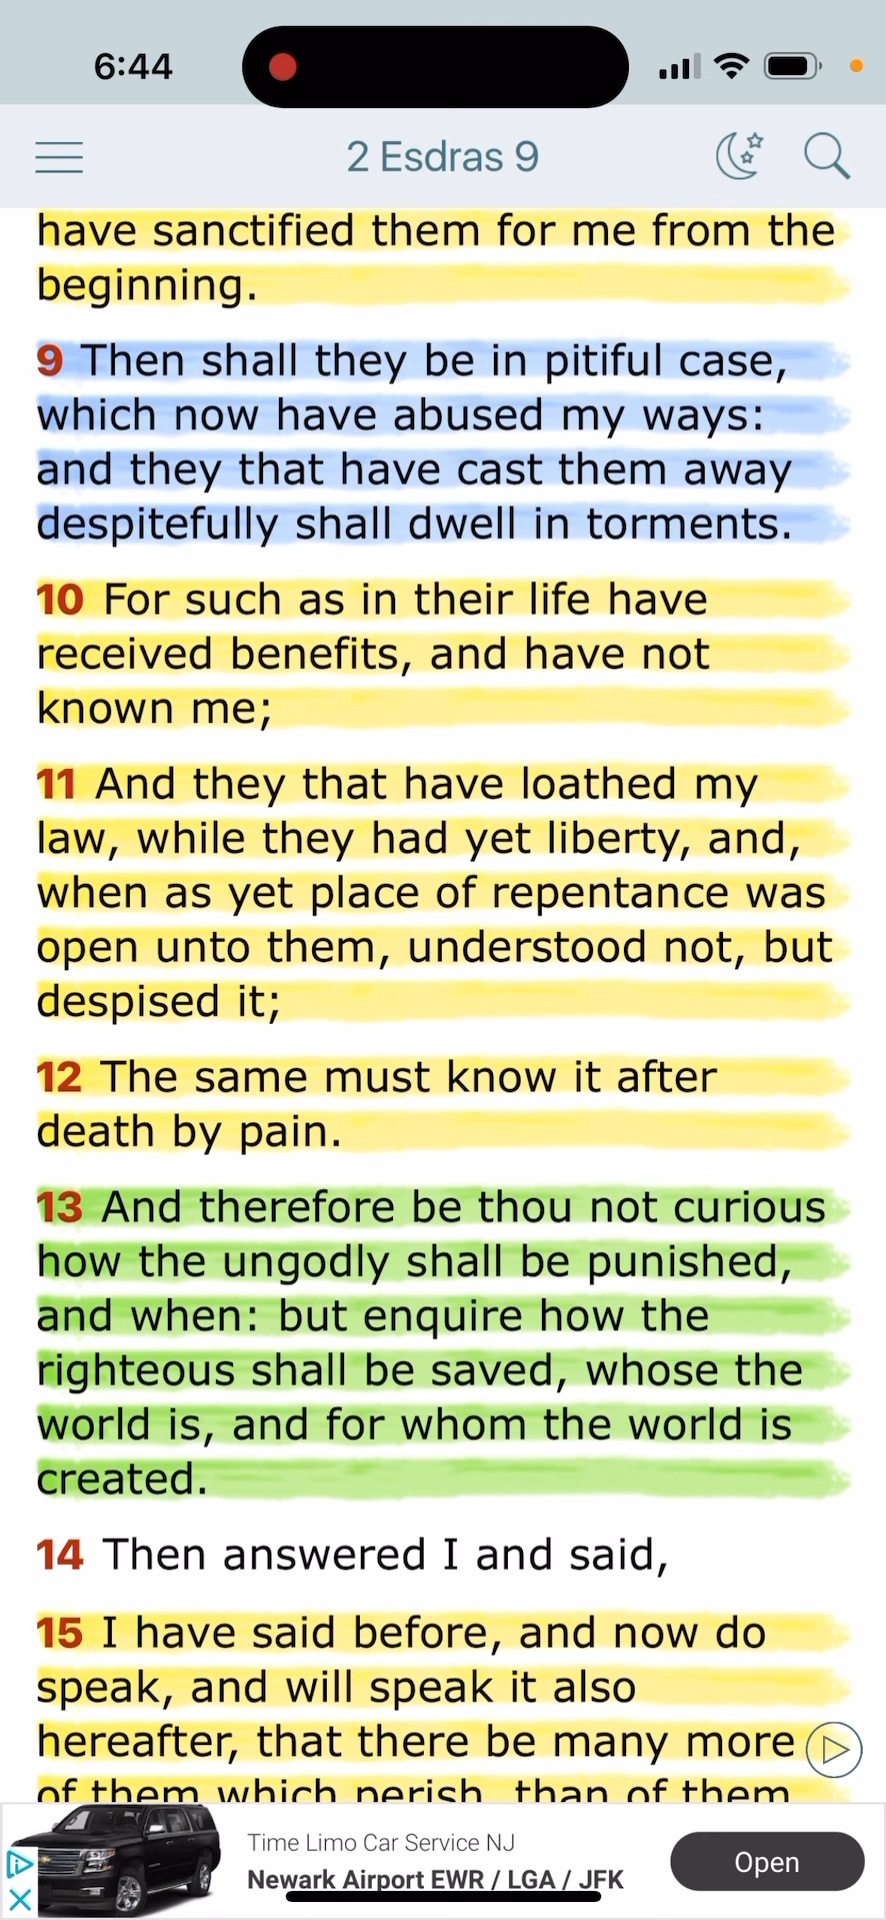 6:44
2 Esdras 9
have sanctified them for me from the
beginning.
9 Then shall they be in pitiful case,
which now have abused my ways:
and they that have cast them away
despitefully shall dwell in torments.
10 For such as in their life have
received benefits, and have not
known me;
11 And they that have loathed my
law, while they had yet liberty, and,
when as yet place of repentance was
open unto them, understood not, but
despised it;
12 The same must know it after
death by pain.
13 And therefore be thou not curious
how the ungodly shall be punished,
and when: but enquire how the
righteous shall be saved, whose the
world is, and for whom the world is
created.
14 Then answered I and said,
15 I have said before, and now do
speak, and will speak it also
hereafter, that there be many more
of them which perish, than of them
Time Limo Car Service NJ
Newark Airport EWR / LGA / JFK
Open